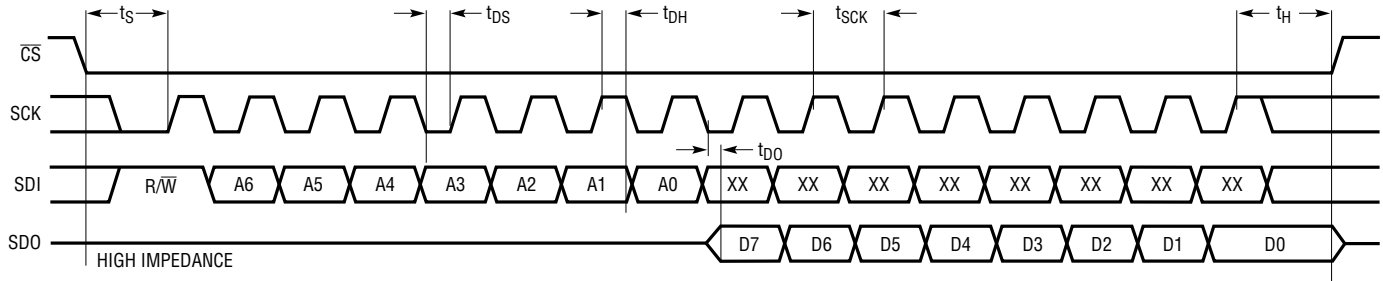 tS tDS tDH tSCK tH
CS
SCK
tDO
SDI R/W A6 A5 A4 A3 A2 A1 A0 XX XX XX XX XX XX XX XX
SDO D7 D6 D5 D4 D3 D2 D1 D0
HIGH IMPEDANCE